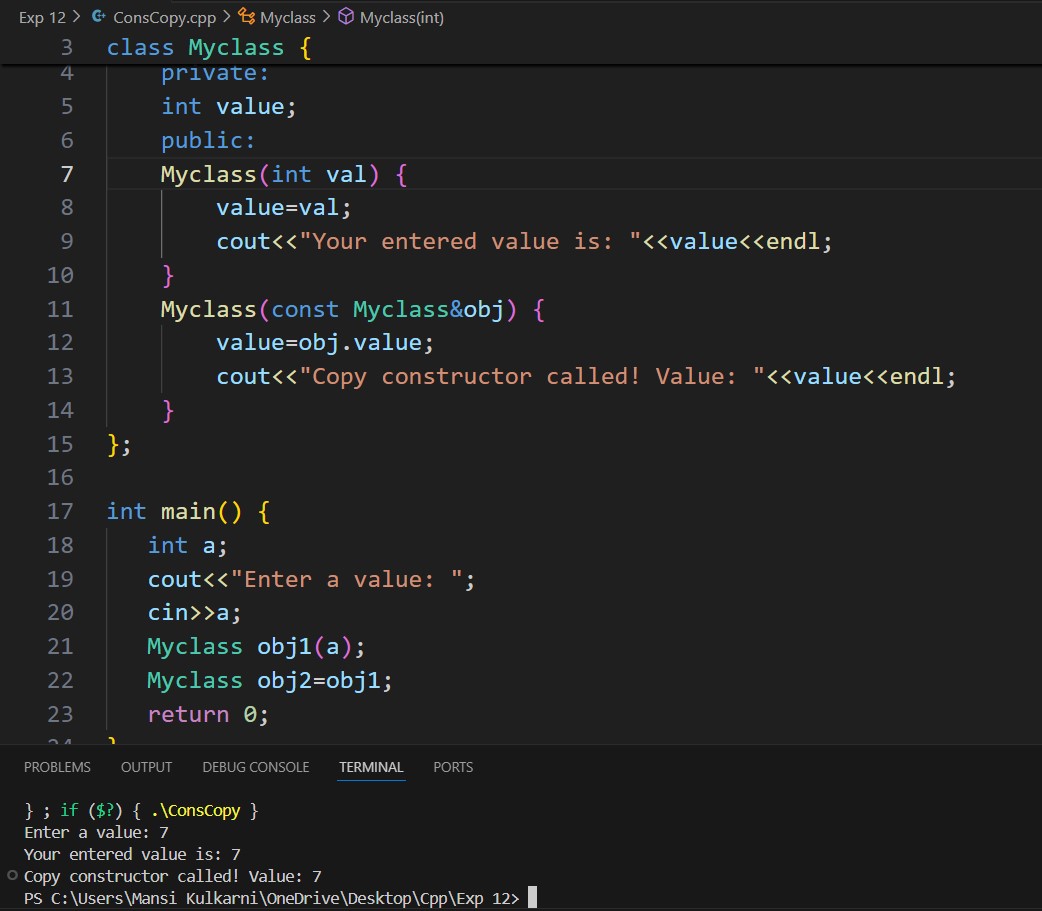 Exp 12 > ConsCopy.cpp > Myclass > Myclass(int)
3 class Myclass {
4 private:
5 int value;
6 public:
7 Myclass(int val) {
8 value=val;
9 cout<<"Your entered value is: "<<value<<endl;
10 }
11 Myclass(const Myclass&obj) {
12 value=obj.value;
13 cout<<"Copy constructor called! Value: "<<value<<endl;
14 }
15 };
16
17 int main() {
18 int a;
19 cout<<"Enter a value: ";
20 cin>>a;
21 Myclass obj1(a);
22 Myclass obj2=obj1;
23 return 0;
24 }
PROBLEMS OUTPUT DEBUG CONSOLE TERMINAL PORTS
} ; if ($?) { .\ConsCopy }
Enter a value: 7
Your entered value is: 7
Copy constructor called! Value: 7
PS C:\Users\Mansi Kulkarni\OneDrive\Desktop\Cpp\Exp 12>